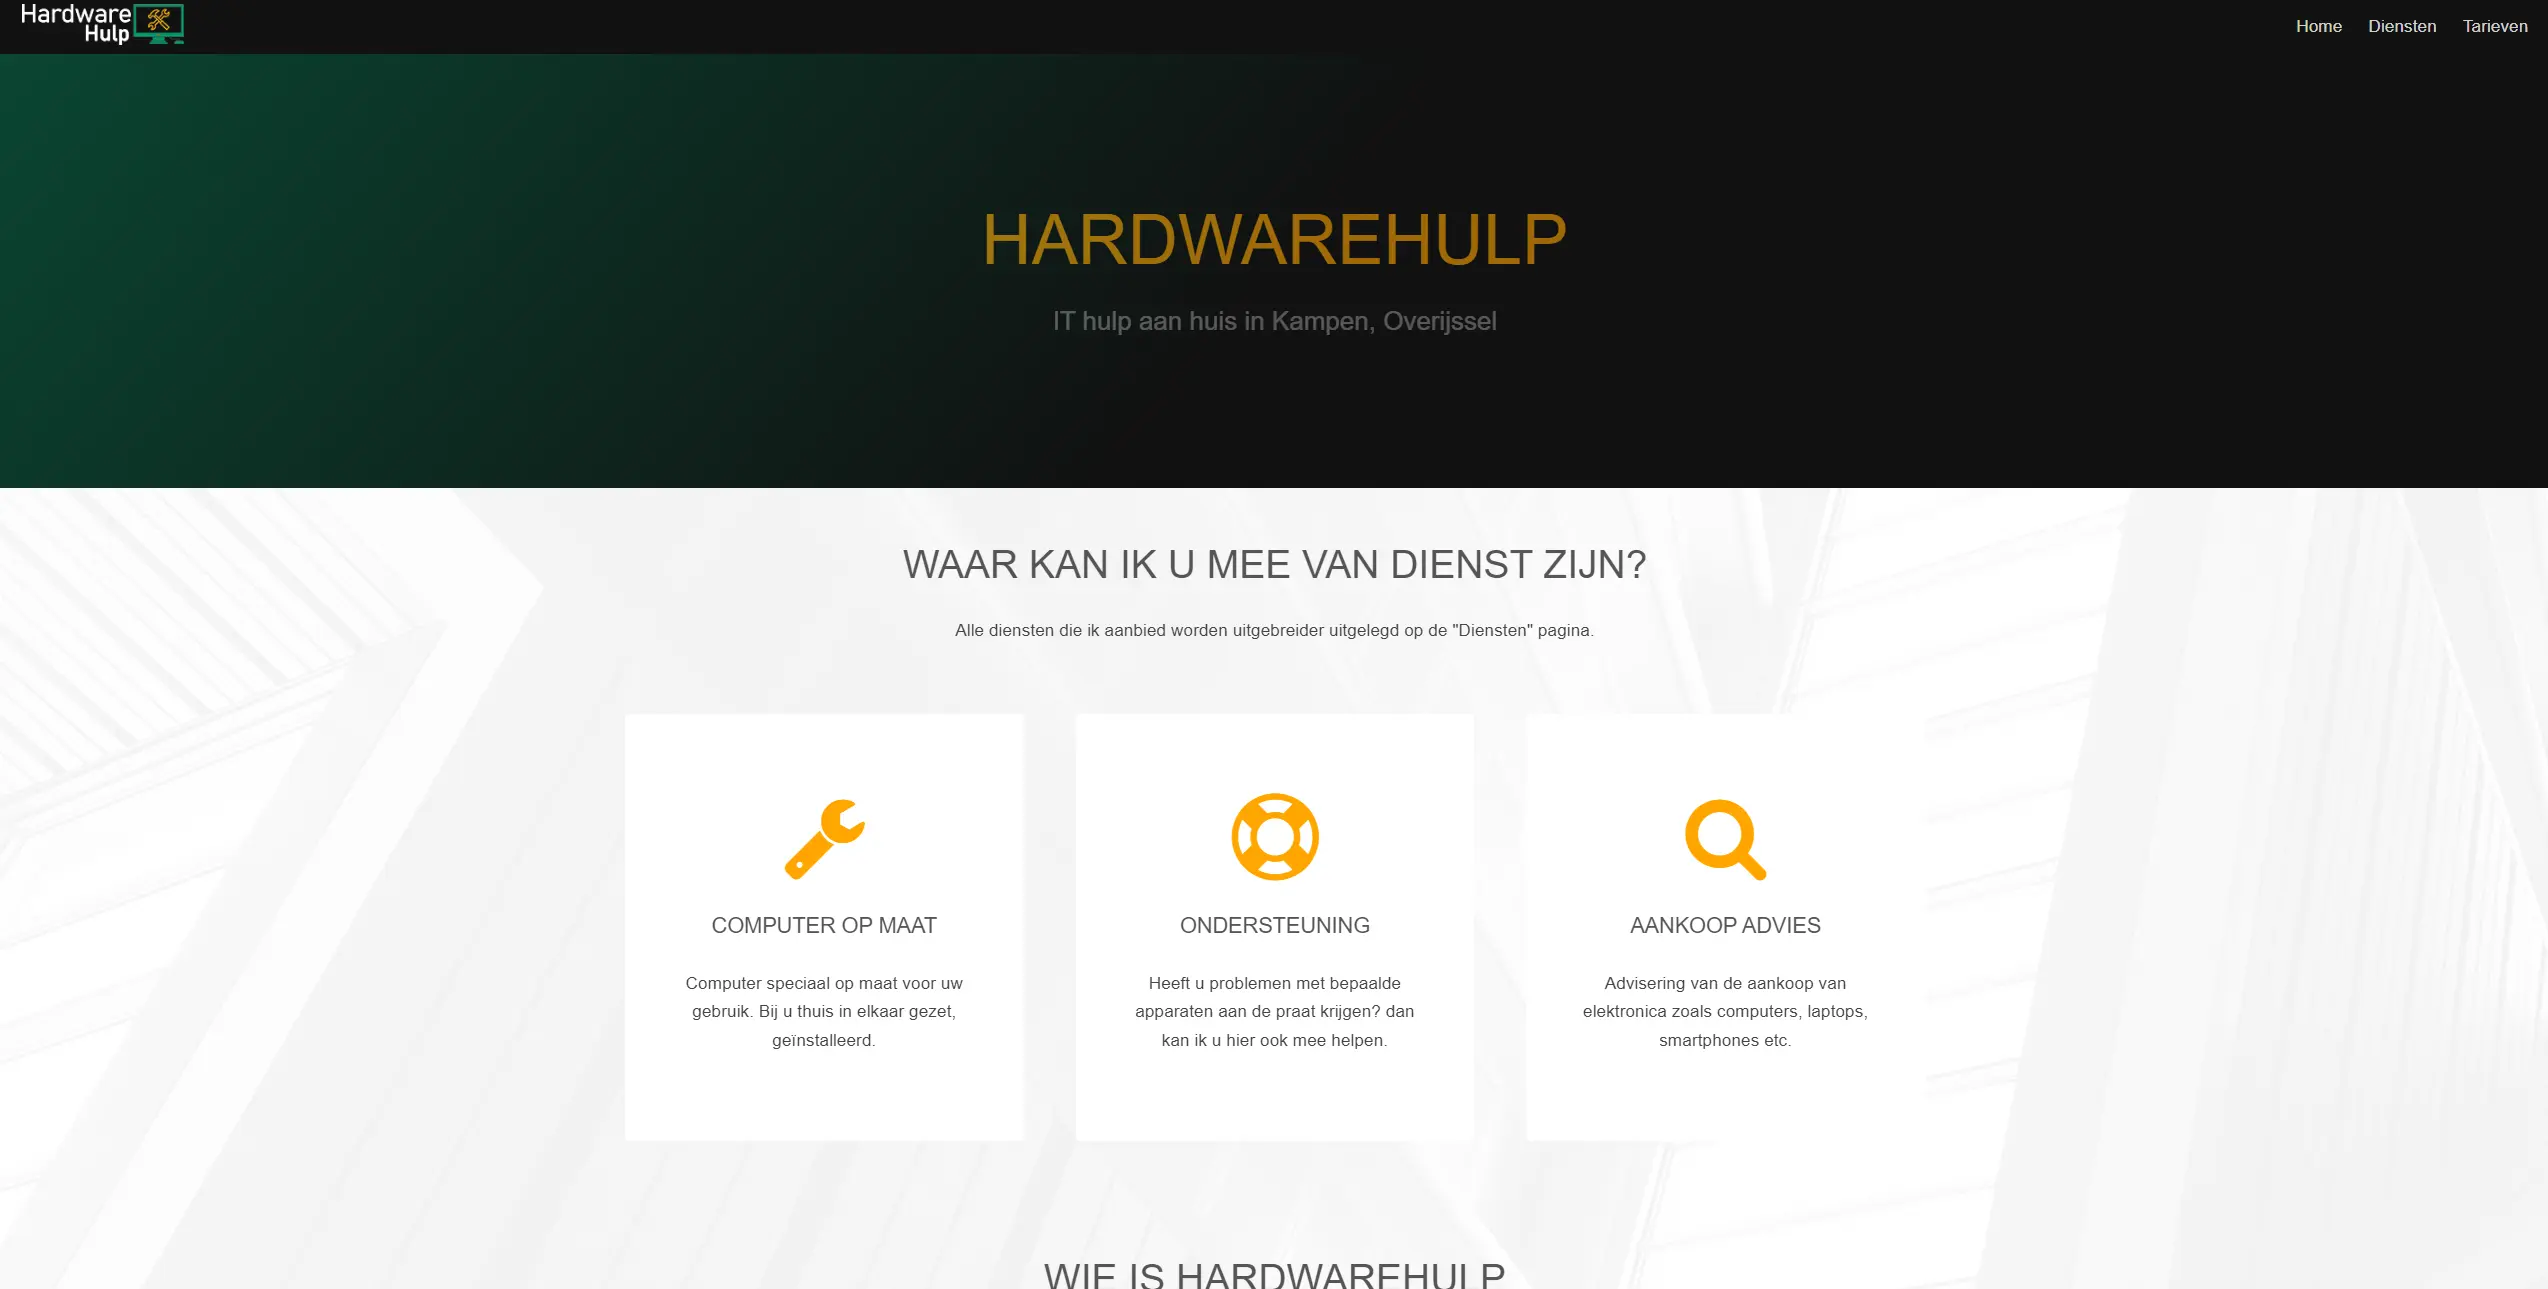 Hardware
Hulp
Home Diensten Tarieven
HARDWAREHULP
IT hulp aan huis in Kampen, Overijssel
WAAR KAN IK U MEE VAN DIENST ZIJN?
Alle diensten die ik aanbied worden uitgebreider uitgelegd op de "Diensten" pagina.
COMPUTER OP MAAT
Computer speciaal op maat voor uw
gebruik. Bij u thuis in elkaar gezet,
geïnstalleerd.
ONDERSTEUNING
Heeft u problemen met bepaalde
apparaten aan de praat krijgen? dan
kan ik u hier ook mee helpen.
AANKOOP ADVIES
Advisering van de aankoop van
elektronica zoals computers, laptops,
smartphones etc.
WIE IS HARDWAREHULP